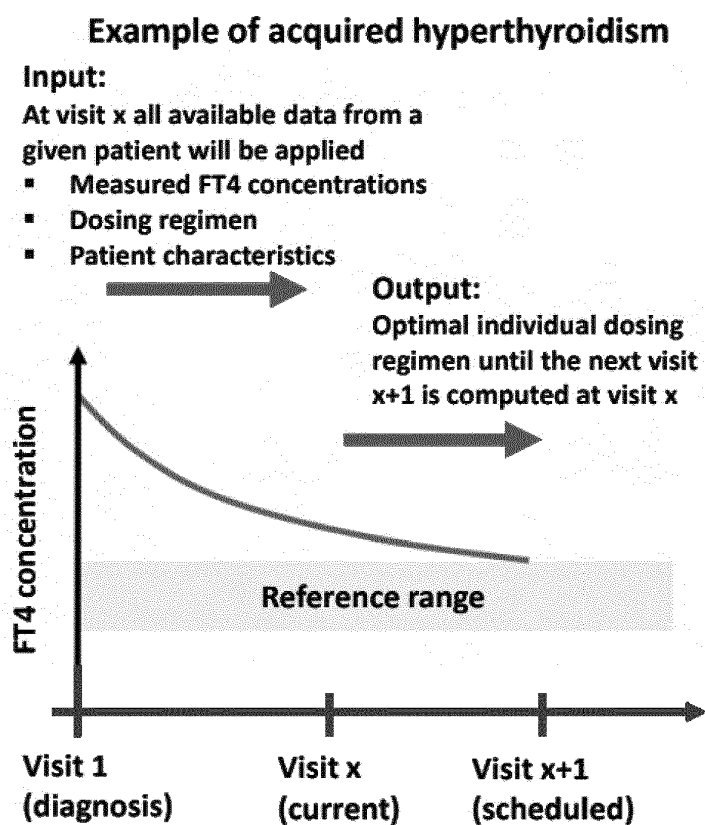 Example of acquired hyperthyroidism
Input:
At visit x all available data from a
given patient will be applied
▪ Measured FT4 concentrations
▪ Dosing regimen
▪ Patient characteristics
Output:
Optimal individual dosing
regimen until the next visit
x+1 is computed at visit x
FT4 concentration
Reference range
Visit 1
(diagnosis)
Visit x
(current)
Visit x+1
(scheduled)